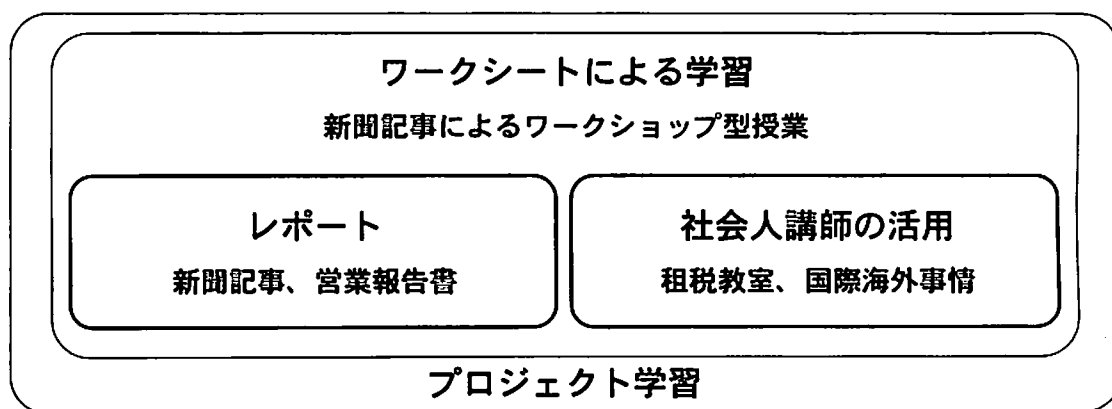 ワークシートによる学習
新聞記事によるワークショップ型授業
レポート
新聞記事、営業報告書
社会人講師の活用
租税教室、国際海外事情
プロジェクト学習